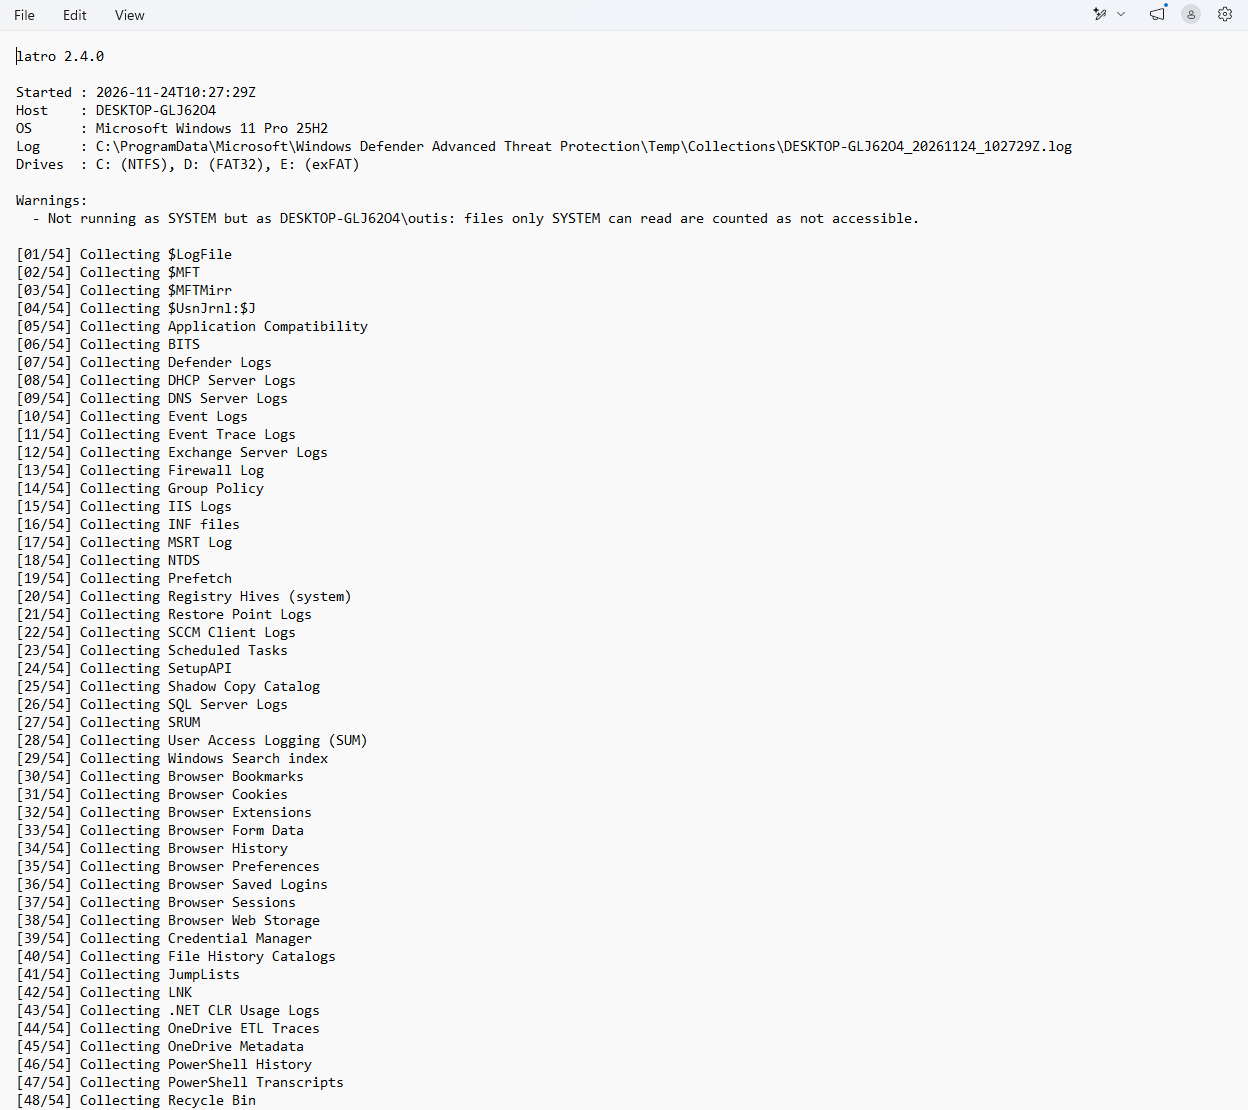 File Edit View
latro 2.4.0
Started : 2026-11-24T10:27:29Z
Host    : DESKTOP-GLJ62O4
OS      : Microsoft Windows 11 Pro 25H2
Log     : C:\ProgramData\Microsoft\Windows Defender Advanced Threat Protection\Temp\Collections\DESKTOP-GLJ62O4_20261124_102729Z.log
Drives  : C: (NTFS), D: (FAT32), E: (exFAT)
Warnings:
  - Not running as SYSTEM but as DESKTOP-GLJ62O4\outis: files only SYSTEM can read are counted as not accessible.
[01/54] Collecting $LogFile
[02/54] Collecting $MFT
[03/54] Collecting $MFTMirr
[04/54] Collecting $UsnJrnl:$J
[05/54] Collecting Application Compatibility
[06/54] Collecting BITS
[07/54] Collecting Defender Logs
[08/54] Collecting DHCP Server Logs
[09/54] Collecting DNS Server Logs
[10/54] Collecting Event Logs
[11/54] Collecting Event Trace Logs
[12/54] Collecting Exchange Server Logs
[13/54] Collecting Firewall Log
[14/54] Collecting Group Policy
[15/54] Collecting IIS Logs
[16/54] Collecting INF files
[17/54] Collecting MSRT Log
[18/54] Collecting NTDS
[19/54] Collecting Prefetch
[20/54] Collecting Registry Hives (system)
[21/54] Collecting Restore Point Logs
[22/54] Collecting SCCM Client Logs
[23/54] Collecting Scheduled Tasks
[24/54] Collecting SetupAPI
[25/54] Collecting Shadow Copy Catalog
[26/54] Collecting SQL Server Logs
[27/54] Collecting SRUM
[28/54] Collecting User Access Logging (SUM)
[29/54] Collecting Windows Search index
[30/54] Collecting Browser Bookmarks
[31/54] Collecting Browser Cookies
[32/54] Collecting Browser Extensions
[33/54] Collecting Browser Form Data
[34/54] Collecting Browser History
[35/54] Collecting Browser Preferences
[36/54] Collecting Browser Saved Logins
[37/54] Collecting Browser Sessions
[38/54] Collecting Browser Web Storage
[39/54] Collecting Credential Manager
[40/54] Collecting File History Catalogs
[41/54] Collecting JumpLists
[42/54] Collecting LNK
[43/54] Collecting .NET CLR Usage Logs
[44/54] Collecting OneDrive ETL Traces
[45/54] Collecting OneDrive Metadata
[46/54] Collecting PowerShell History
[47/54] Collecting PowerShell Transcripts
[48/54] Collecting Recycle Bin